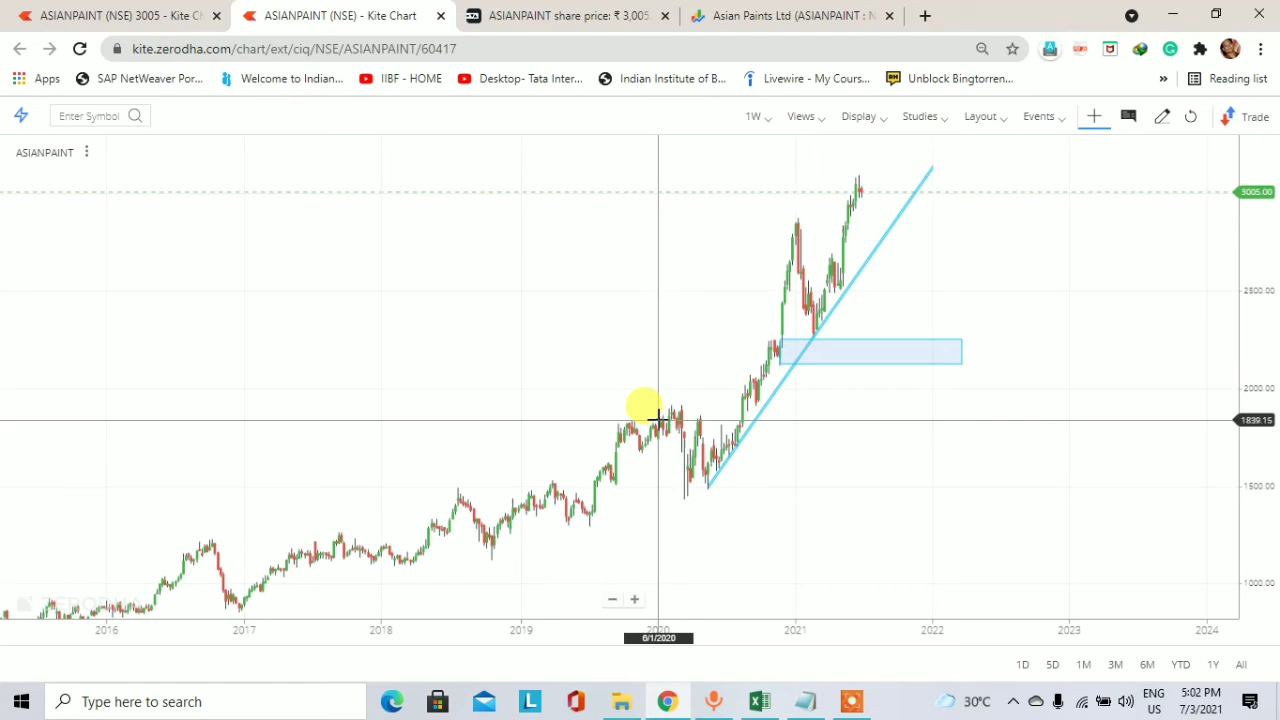 ASIANPAINT (NSE) 3005 - Kite Ch
ASIANPAINT (NSE) - Kite Chart
ASIANPAINT share price: ₹ 3,005.
Asian Paints Ltd (ASIANPAINT : N
kite.zerodha.com/chart/ext/ciq/NSE/ASIANPAINT/60417
Apps
SAP NetWeaver Por...
Welcome to Indian...
IIBF - HOME
Desktop- Tata Inter...
Indian Institute of B...
Livewire - My Cours...
Unblock Bingtorren...
»
Reading list
Enter Symbol
1W
Views
Display
Studies
Layout
Events
Trade
ASIANPAINT
3005.00
2500.00
2000.00
1839.15
1500.00
1000.00
ZERODHA
2016
2017
2018
2019
2020
2021
2022
2023
2024
6/1/2020
1D
5D
1M
3M
6M
YTD
1Y
All
Type here to search
30°C
ENG
US
5:02 PM
7/3/2021